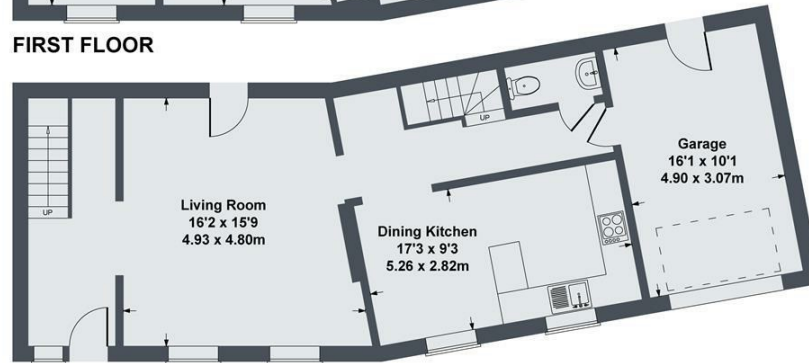 FIRST FLOOR
UP
UP
Living Room
16'2 x 15'9
4.93 x 4.80m
Dining Kitchen
17'3 x 9'3
5.26 x 2.82m
Garage
16'1 x 10'1
4.90 x 3.07m